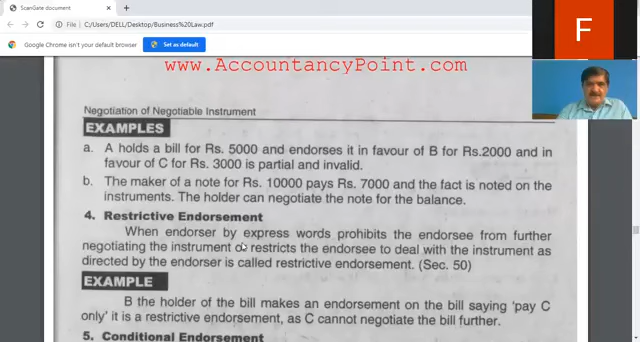 ScanGate document
File | C:/Users/DELL/Desktop/Business%20Law.pdf
Google Chrome isn't your default browser Set as default
F
www.AccountancyPoint.com
Negotiation of Negotiable Instrument
EXAMPLES
a. A holds a bill for Rs. 5000 and endorses it in favour of B for Rs.2000 and in
favour of C for Rs. 3000 is partial and invalid.
b. The maker of a note for Rs. 10000 pays Rs. 7000 and the fact is noted on the
instruments. The holder can negotiate the note for the balance.
4. Restrictive Endorsement
When endorser by express words prohibits the endorsee from further
negotiating the instrument or restricts the endorsee to deal with the instrument as
directed by the endorser is called restrictive endorsement. (Sec. 50)
EXAMPLE
B the holder of the bill makes an endorsement on the bill saying 'pay C
only' it is a restrictive endorsement, as C cannot negotiate the bill further.
5. Conditional Endorsement